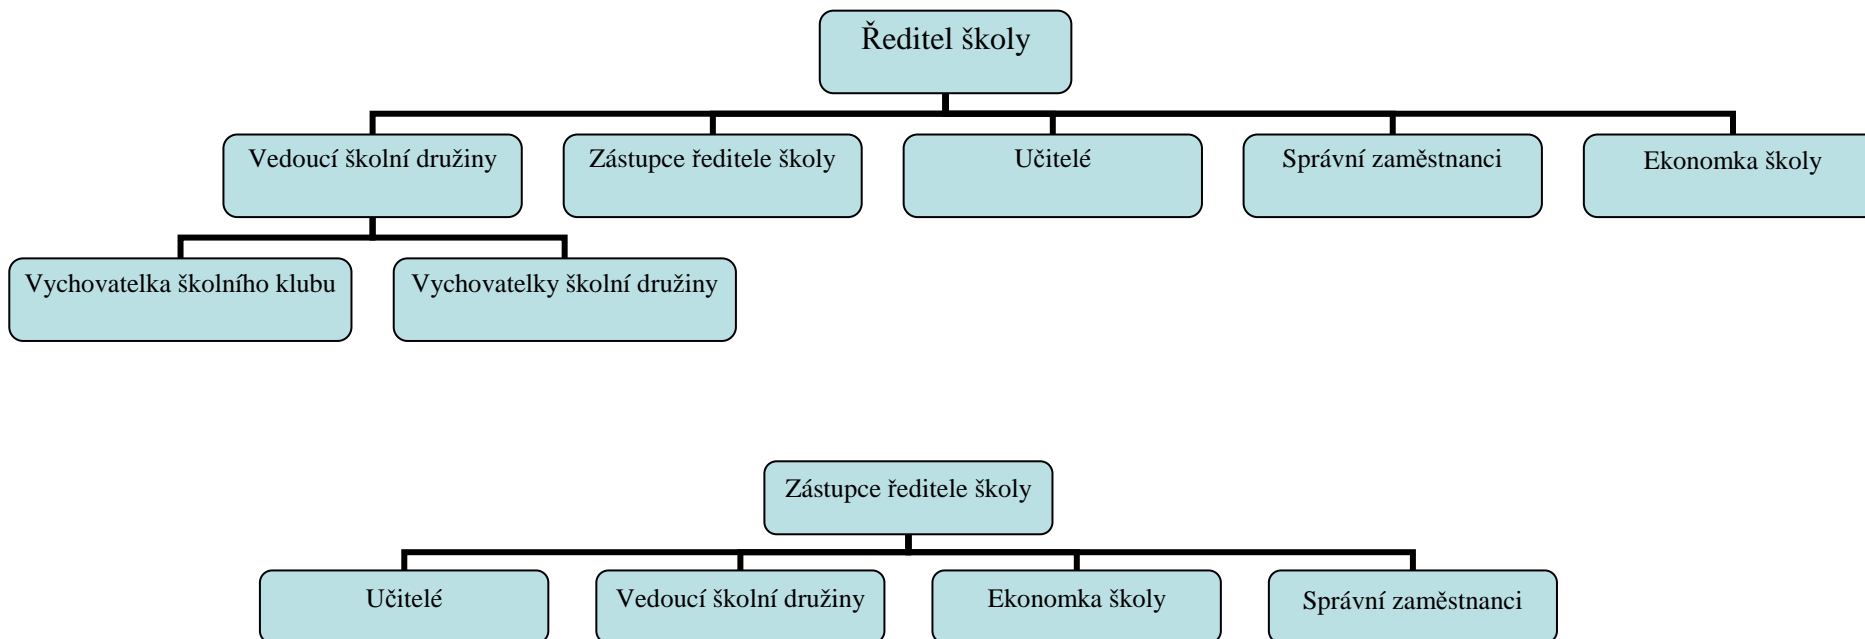 Ředitel školy
Vedoucí školní družiny
Zástupce ředitele školy
Učitelé
Správní zaměstnanci
Ekonomka školy
Vychovatelka školního klubu
Vychovatelky školní družiny
Zástupce ředitele školy
Učitelé
Vedoucí školní družiny
Ekonomka školy
Správní zaměstnanci